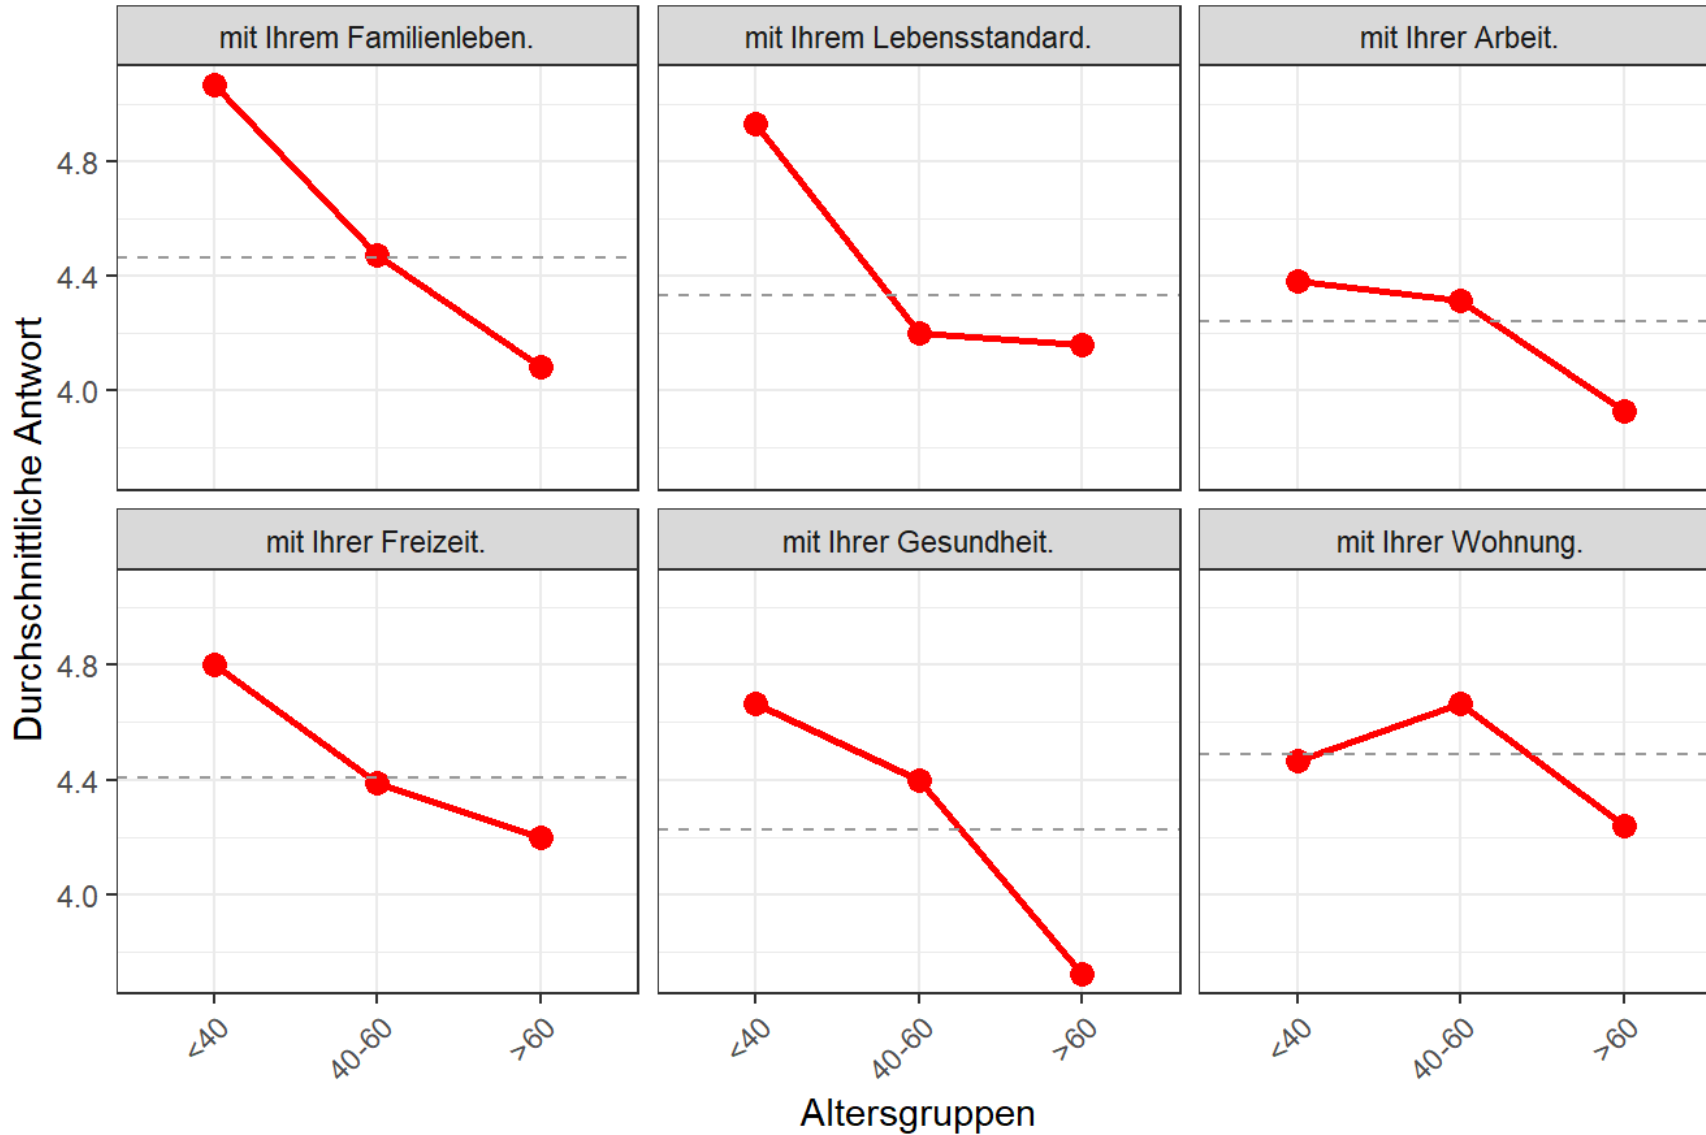 mit Ihrem Familienleben.
mit Ihrem Lebensstandard.
mit Ihrer Arbeit.
4.8
4.4
4.0
Durchschnittliche Antwort
mit Ihrer Freizeit.
mit Ihrer Gesundheit.
mit Ihrer Wohnung.
4.8
4.4
4.0
<40
40-60
>60
<40
40-60
>60
<40
40-60
>60
Altersgruppen